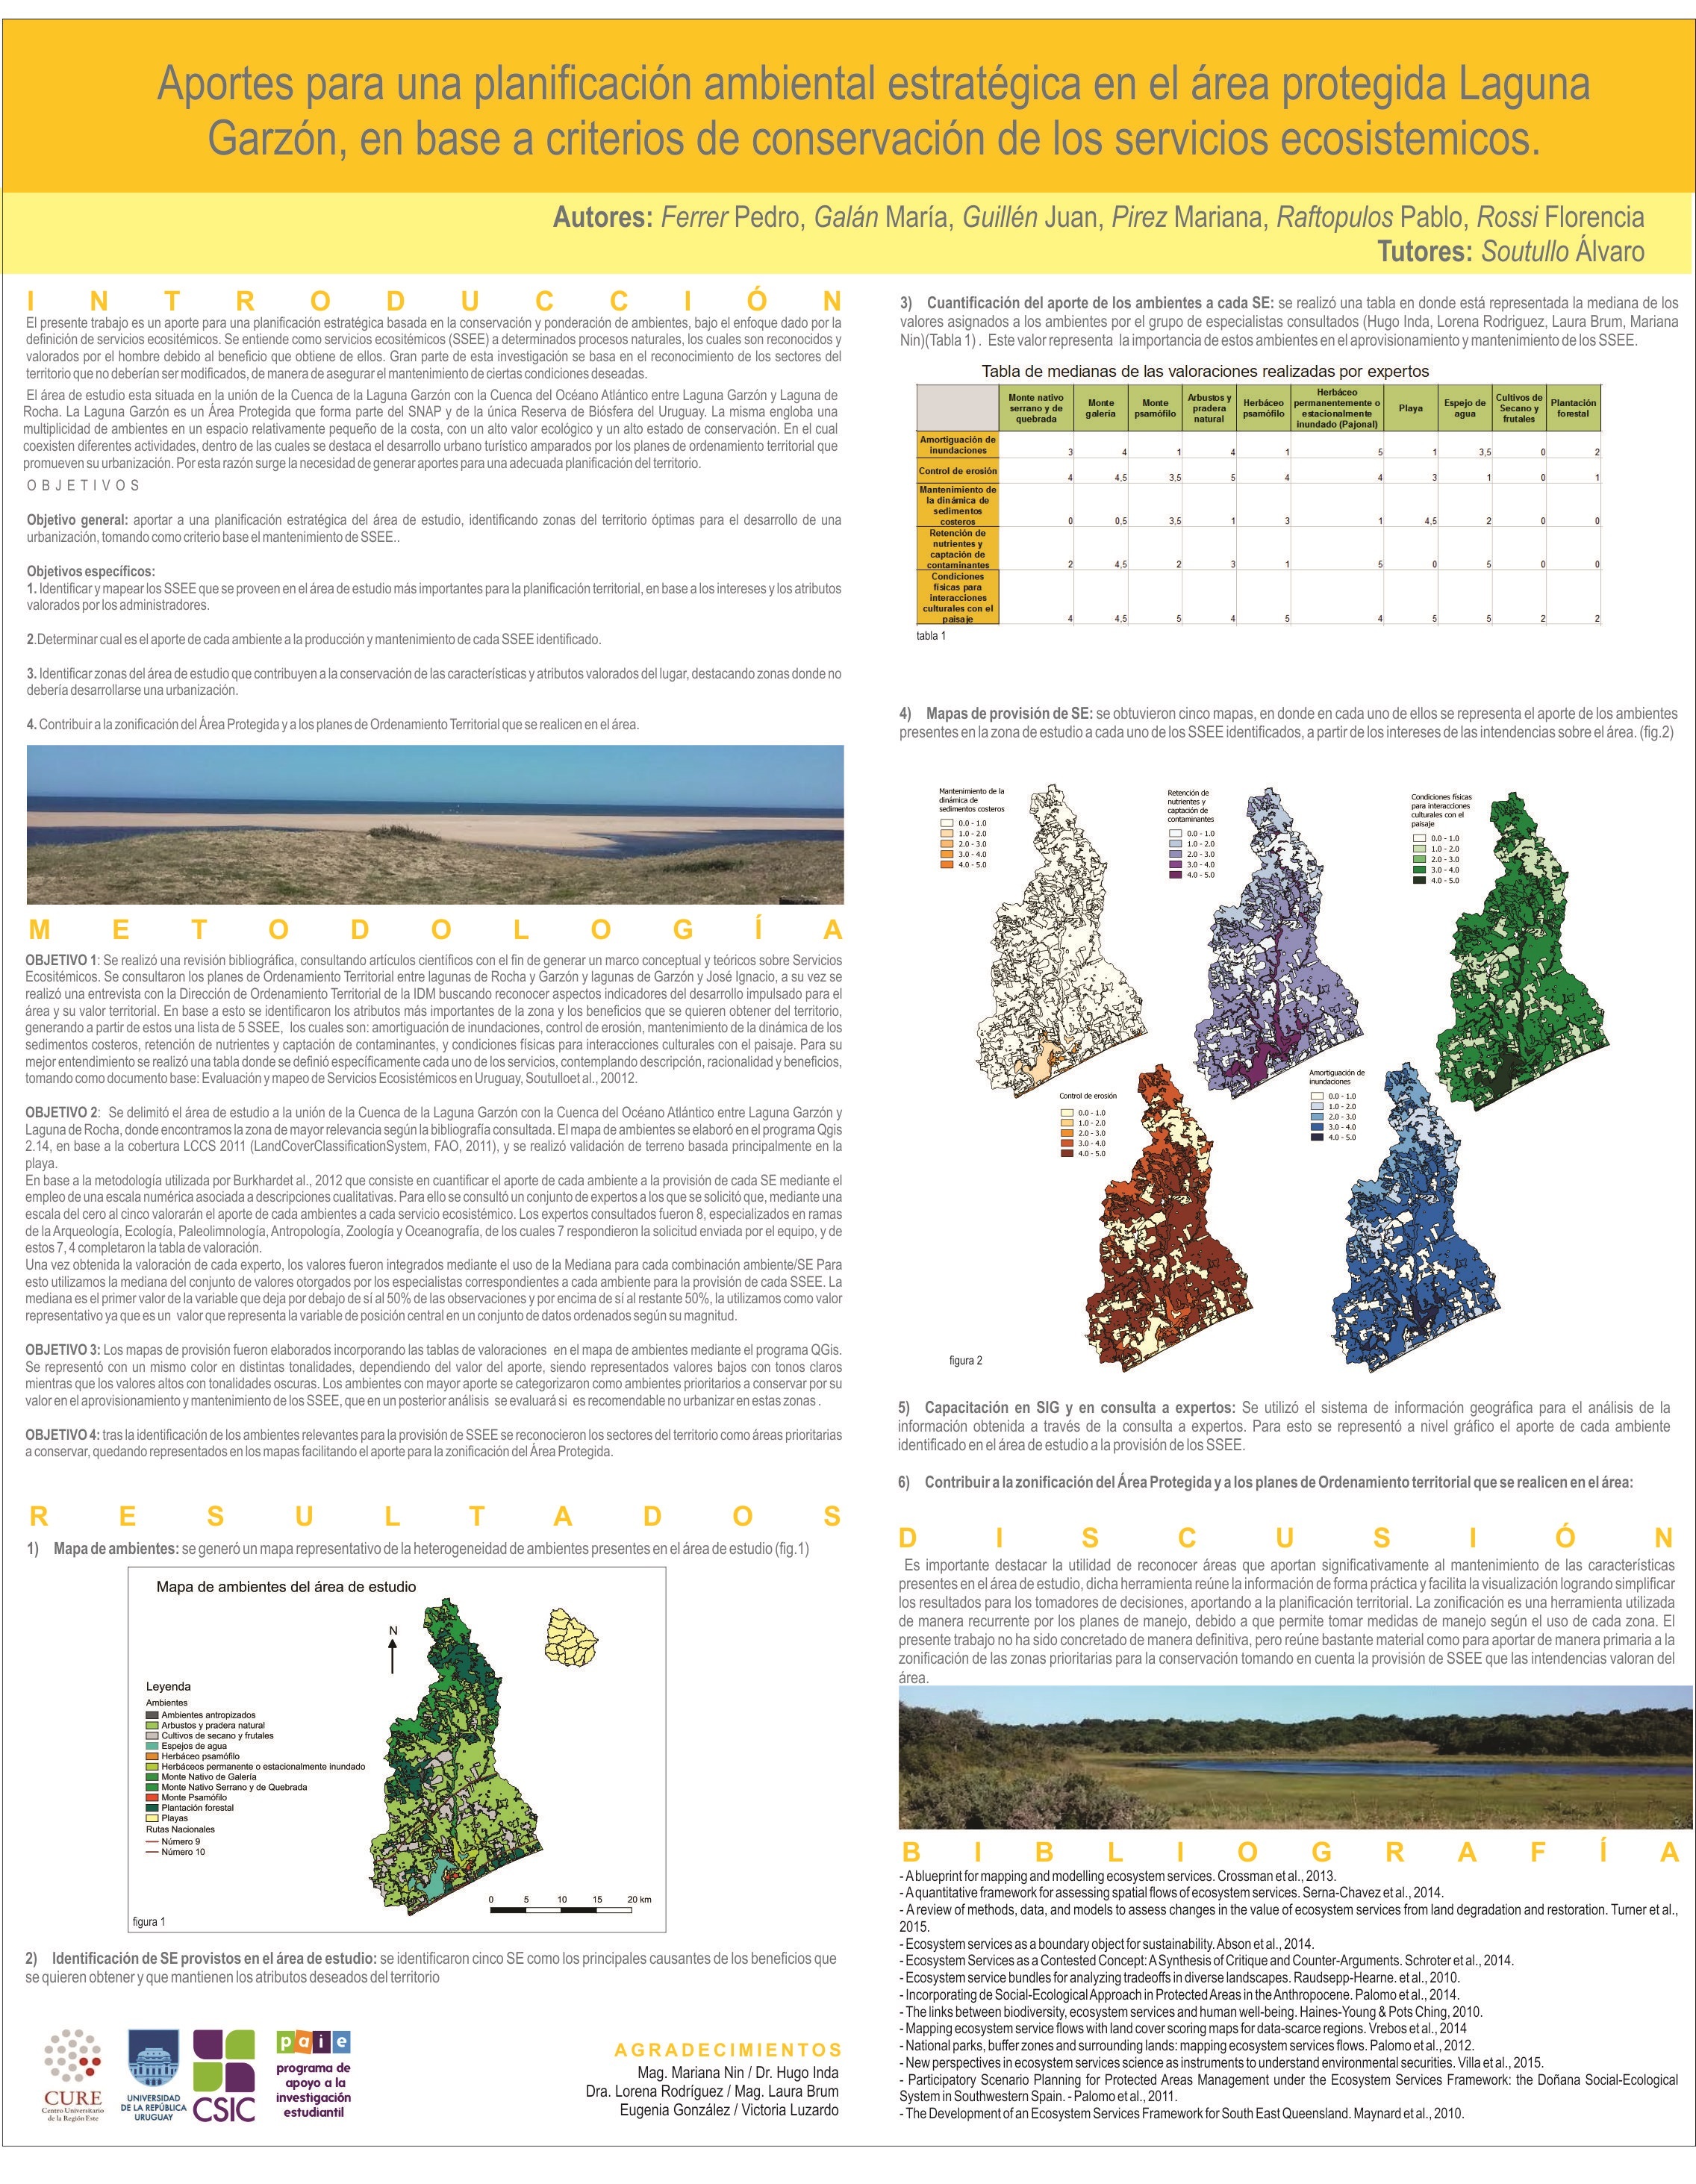 Aportes para una planificación ambiental estratégica en el área protegida Laguna
Garzón, en base a criterios de conservación de los servicios ecosistemicos.
Autores: Ferrer Pedro, Galán María, Guillén Juan, Pirez Mariana, Raftopulos Pablo, Rossi Florencia
Tutores: Soutullo Álvaro
INTRODUCCIÓN
El presente trabajo es un aporte para una planificación estratégica basada en la conservación y ponderación de ambientes, bajo el enfoque dado por la
definición de servicios ecositémicos. Se entiende como servicios ecositémicos (SSEE) a determinados procesos naturales, los cuales son reconocidos y
valorados por el hombre debido al beneficio que obtiene de ellos. Gran parte de esta investigación se basa en el reconocimiento de los sectores del
territorio que no deberían ser modificados, de manera de asegurar el mantenimiento de ciertas condiciones deseadas.
El área de estudio esta situada en la unión de la Cuenca de la Laguna Garzón con la Cuenca del Océano Atlántico entre Laguna Garzón y Laguna de
Rocha. La Laguna Garzón es un Área Protegida que forma parte del SNAP y de la única Reserva de Biósfera del Uruguay. La misma engloba una
multiplicidad de ambientes en un espacio relativamente pequeño de la costa, con un alto valor ecológico y un alto estado de conservación. En el cual
coexisten diferentes actividades, dentro de las cuales se destaca el desarrollo urbano turístico amparados por los planes de ordenamiento territorial que
promueven su urbanización. Por esta razón surge la necesidad de generar aportes para una adecuada planificación del territorio.
OBJETIVOS
Objetivo general: aportar a una planificación estratégica del área de estudio, identificando zonas del territorio óptimas para el desarrollo de una
urbanización, tomando como criterio base el mantenimiento de SSEE..
Objetivos específicos:
1. Identificar y mapear los SSEE que se proveen en el área de estudio más importantes para la planificación territorial, en base a los intereses y los atributos
valorados por los administradores.
2.Determinar cual es el aporte de cada ambiente a la producción y mantenimiento de cada SSEE identificado.
3. Identificar zonas del área de estudio que contribuyen a la conservación de las características y atributos valorados del lugar, destacando zonas donde no
debería desarrollarse una urbanización.
4. Contribuir a la zonificación del Área Protegida y a los planes de Ordenamiento Territorial que se realicen en el área.
METODOLOGÍA
OBJETIVO 1: Se realizó una revisión bibliográfica, consultando artículos científicos con el fin de generar un marco conceptual y teóricos sobre Servicios
Ecositémicos. Se consultaron los planes de Ordenamiento Territorial entre lagunas de Rocha y Garzón y lagunas de Garzón y José Ignacio, a su vez se
realizó una entrevista con la Dirección de Ordenamiento Territorial de la IDM buscando reconocer aspectos indicadores del desarrollo impulsado para el
área y su valor territorial. En base a esto se identificaron los atributos más importantes de la zona y los beneficios que se quieren obtener del territorio,
generando a partir de estos una lista de 5 SSEE, los cuales son: amortiguación de inundaciones, control de erosión, mantenimiento de la dinámica de los
sedimentos costeros, retención de nutrientes y captación de contaminantes, y condiciones físicas para interacciones culturales con el paisaje. Para su
mejor entendimiento se realizó una tabla donde se definió específicamente cada uno de los servicios, contemplando descripción, racionalidad y beneficios,
tomando como documento base: Evaluación y mapeo de Servicios Ecosistémicos en Uruguay, Soutulloet al., 20012.
OBJETIVO 2: Se delimitó el área de estudio a la unión de la Cuenca de la Laguna Garzón con la Cuenca del Océano Atlántico entre Laguna Garzón y
Laguna de Rocha, donde encontramos la zona de mayor relevancia según la bibliografía consultada. El mapa de ambientes se elaboró en el programa Qgis
2.14, en base a la cobertura LCCS 2011 (LandCoverClassificationSystem, FAO, 2011), y se realizó validación de terreno basada principalmente en la
playa.
En base a la metodología utilizada por Burkhardet al., 2012 que consiste en cuantificar el aporte de cada ambiente a la provisión de cada SE mediante el
empleo de una escala numérica asociada a descripciones cualitativas. Para ello se consultó un conjunto de expertos a los que se solicitó que, mediante una
escala del cero al cinco valorarán el aporte de cada ambientes a cada servicio ecosistémico. Los expertos consultados fueron 8, especializados en ramas
de la Arqueología, Ecología, Paleolimnología, Antropología, Zoología y Oceanografía, de los cuales 7 respondieron la solicitud enviada por el equipo, y de
estos 7, 4 completaron la tabla de valoración.
Una vez obtenida la valoración de cada experto, los valores fueron integrados mediante el uso de la Mediana para cada combinación ambiente/SE Para
esto utilizamos la mediana del conjunto de valores otorgados por los especialistas correspondientes a cada ambiente para la provisión de cada SSEE. La
mediana es el primer valor de la variable que deja por debajo de sí al 50% de las observaciones y por encima de sí al restante 50%, la utilizamos como valor
representativo ya que es un valor que representa la variable de posición central en un conjunto de datos ordenados según su magnitud.
OBJETIVO 3: Los mapas de provisión fueron elaborados incorporando las tablas de valoraciones en el mapa de ambientes mediante el programa QGis.
Se representó con un mismo color en distintas tonalidades, dependiendo del valor del aporte, siendo representados valores bajos con tonos claros
mientras que los valores altos con tonalidades oscuras. Los ambientes con mayor aporte se categorizaron como ambientes prioritarios a conservar por su
valor en el aprovisionamiento y mantenimiento de los SSEE, que en un posterior análisis se evaluará si es recomendable no urbanizar en estas zonas .
OBJETIVO 4: tras la identificación de los ambientes relevantes para la provisión de SSEE se reconocieron los sectores del territorio como áreas prioritarias
a conservar, quedando representados en los mapas facilitando el aporte para la zonificación del Área Protegida.
RESULTADOS
1) Mapa de ambientes: se generó un mapa representativo de la heterogeneidad de ambientes presentes en el área de estudio (fig.1)
Mapa de ambientes del área de estudio
N
Leyenda
Ambientes
Ambientes antropizados
Arbustos y pradera natural
Cultivos de secano y frutales
Espejos de agua
Herbáceo psamófilo
Herbáceos permanente o estacionalmente inundado
Monte Nativo de Galería
Monte Nativo Serrano y de Quebrada
Monte Psamófilo
Plantación forestal
Playas
Rutas Nacionales
Número 9
Número 10
0 5 10 15 20 km
figura 1
2) Identificación de SE provistos en el área de estudio: se identificaron cinco SE como los principales causantes de los beneficios que
se quieren obtener y que mantienen los atributos deseados del territorio
CURE
Centro Universitario
de la Región Este
UNIVERSIDAD
DE LA REPÚBLICA
URUGUAY
CSIC
paie
programa de
apoyo a la
investigación
estudiantil
AGRADECIMIENTOS
Mag. Mariana Nin / Dr. Hugo Inda
Dra. Lorena Rodríguez / Mag. Laura Brum
Eugenia González / Victoria Luzardo
3) Cuantificación del aporte de los ambientes a cada SE: se realizó una tabla en donde está representada la mediana de los
valores asignados a los ambientes por el grupo de especialistas consultados (Hugo Inda, Lorena Rodriguez, Laura Brum, Mariana
Nin)(Tabla 1) . Este valor representa la importancia de estos ambientes en el aprovisionamiento y mantenimiento de los SSEE.
Tabla de medianas de las valoraciones realizadas por expertos
Monte nativo serrano y de quebrada Monte galería Monte psamófilo Arbustos y pradera natural Herbáceo psamófilo Herbáceo permanentemente o estacionalmente inundado (Pajonal) Playa Espejo de agua Cultivos de Secano y frutales Plantación forestal
Amortiguación de inundaciones 3 4 1 4 1 5 1 3,5 0 2
Control de erosión 4 4,5 3,5 5 4 4 3 1 0 1
Mantenimiento de la dinámica de sedimentos costeros 0 0,5 3,5 1 3 1 4,5 2 0 0
Retención de nutrientes y captación de contaminantes 2 4,5 2 3 1 5 0 5 0 0
Condiciones físicas para interacciones culturales con el paisaje 4 4,5 5 4 5 4 5 5 2 2
tabla 1
4) Mapas de provisión de SE: se obtuvieron cinco mapas, en donde en cada uno de ellos se representa el aporte de los ambientes
presentes en la zona de estudio a cada uno de los SSEE identificados, a partir de los intereses de las intendencias sobre el área. (fig.2)
Mantenimiento de la
dinámica de
sedimentos costeros
0.0 - 1.0
1.0 - 2.0
2.0 - 3.0
3.0 - 4.0
4.0 - 5.0
Retención de
nutrientes y
captación de
contaminantes
0.0 - 1.0
1.0 - 2.0
2.0 - 3.0
3.0 - 4.0
4.0 - 5.0
Condiciones físicas
para interacciones
culturales con el
paisaje
0.0 - 1.0
1.0 - 2.0
2.0 - 3.0
3.0 - 4.0
4.0 - 5.0
Control de erosión
0.0 - 1.0
1.0 - 2.0
2.0 - 3.0
3.0 - 4.0
4.0 - 5.0
Amortiguación de
inundaciones
0.0 - 1.0
1.0 - 2.0
2.0 - 3.0
3.0 - 4.0
4.0 - 5.0
figura 2
5) Capacitación en SIG y en consulta a expertos: Se utilizó el sistema de información geográfica para el análisis de la
información obtenida a través de la consulta a expertos. Para esto se representó a nivel gráfico el aporte de cada ambiente
identificado en el área de estudio a la provisión de los SSEE.
6) Contribuir a la zonificación del Área Protegida y a los planes de Ordenamiento territorial que se realicen en el área:
DISCUSIÓN
Es importante destacar la utilidad de reconocer áreas que aportan significativamente al mantenimiento de las características
presentes en el área de estudio, dicha herramienta reúne la información de forma práctica y facilita la visualización logrando simplificar
los resultados para los tomadores de decisiones, aportando a la planificación territorial. La zonificación es una herramienta utilizada
de manera recurrente por los planes de manejo, debido a que permite tomar medidas de manejo según el uso de cada zona. El
presente trabajo no ha sido concretado de manera definitiva, pero reúne bastante material como para aportar de manera primaria a la
zonificación de las zonas prioritarias para la conservación tomando en cuenta la provisión de SSEE que las intendencias valoran del
área.
BIBLIOGRAFÍA
- A blueprint for mapping and modelling ecosystem services. Crossman et al., 2013.
- A quantitative framework for assessing spatial flows of ecosystem services. Serna-Chavez et al., 2014.
- A review of methods, data, and models to assess changes in the value of ecosystem services from land degradation and restoration. Turner et al.,
2015.
- Ecosystem services as a boundary object for sustainability. Abson et al., 2014.
- Ecosystem Services as a Contested Concept: A Synthesis of Critique and Counter-Arguments. Schroter et al., 2014.
- Ecosystem service bundles for analyzing tradeoffs in diverse landscapes. Raudsepp-Hearne. et al., 2010.
- Incorporating de Social-Ecological Approach in Protected Areas in the Anthropocene. Palomo et al., 2014.
- The links between biodiversity, ecosystem services and human well-being. Haines-Young & Pots Ching, 2010.
- Mapping ecosystem service flows with land cover scoring maps for data-scarce regions. Vrebos et al., 2014
- National parks, buffer zones and surrounding lands: mapping ecosystem services flows. Palomo et al., 2012.
- New perspectives in ecosystem services science as instruments to understand environmental securities. Villa et al., 2015.
- Participatory Scenario Planning for Protected Areas Management under the Ecosystem Services Framework: the Doñana Social-Ecological
System in Southwestern Spain. - Palomo et al., 2011.
- The Development of an Ecosystem Services Framework for South East Queensland. Maynard et al., 2010.